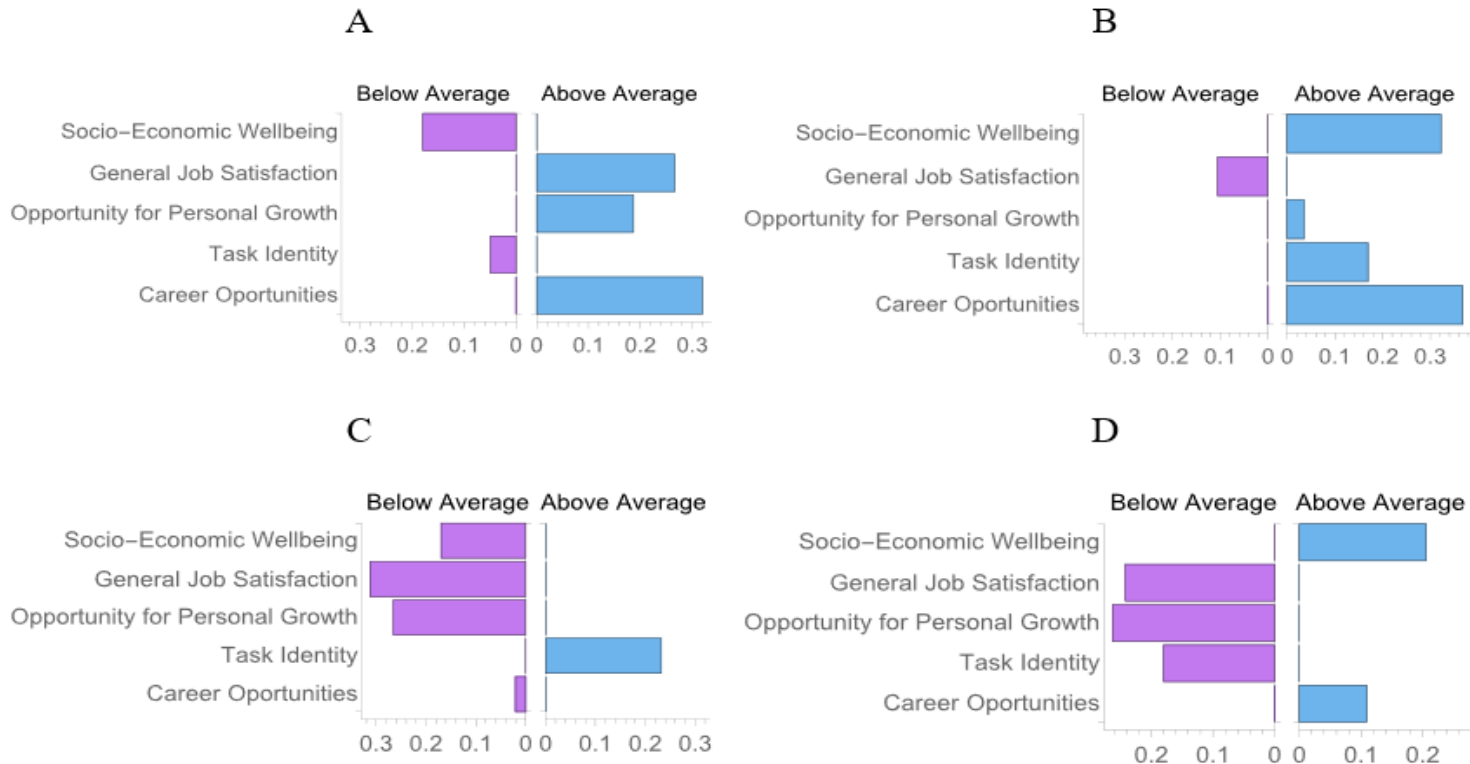 A
Below Average Above Average
Socio-Economic Wellbeing
General Job Satisfaction
Opportunity for Personal Growth
Task Identity
Career Oportunities
0.3 0.2 0.1 0 0 0.1 0.2 0.3
B
Below Average Above Average
Socio-Economic Wellbeing
General Job Satisfaction
Opportunity for Personal Growth
Task Identity
Career Oportunities
0.3 0.2 0.1 0 0 0.1 0.2 0.3
C
Below Average Above Average
Socio-Economic Wellbeing
General Job Satisfaction
Opportunity for Personal Growth
Task Identity
Career Oportunities
0.3 0.2 0.1 0 0 0.1 0.2 0.3
D
Below Average Above Average
Socio-Economic Wellbeing
General Job Satisfaction
Opportunity for Personal Growth
Task Identity
Career Oportunities
0.2 0.1 0 0 0.1 0.2